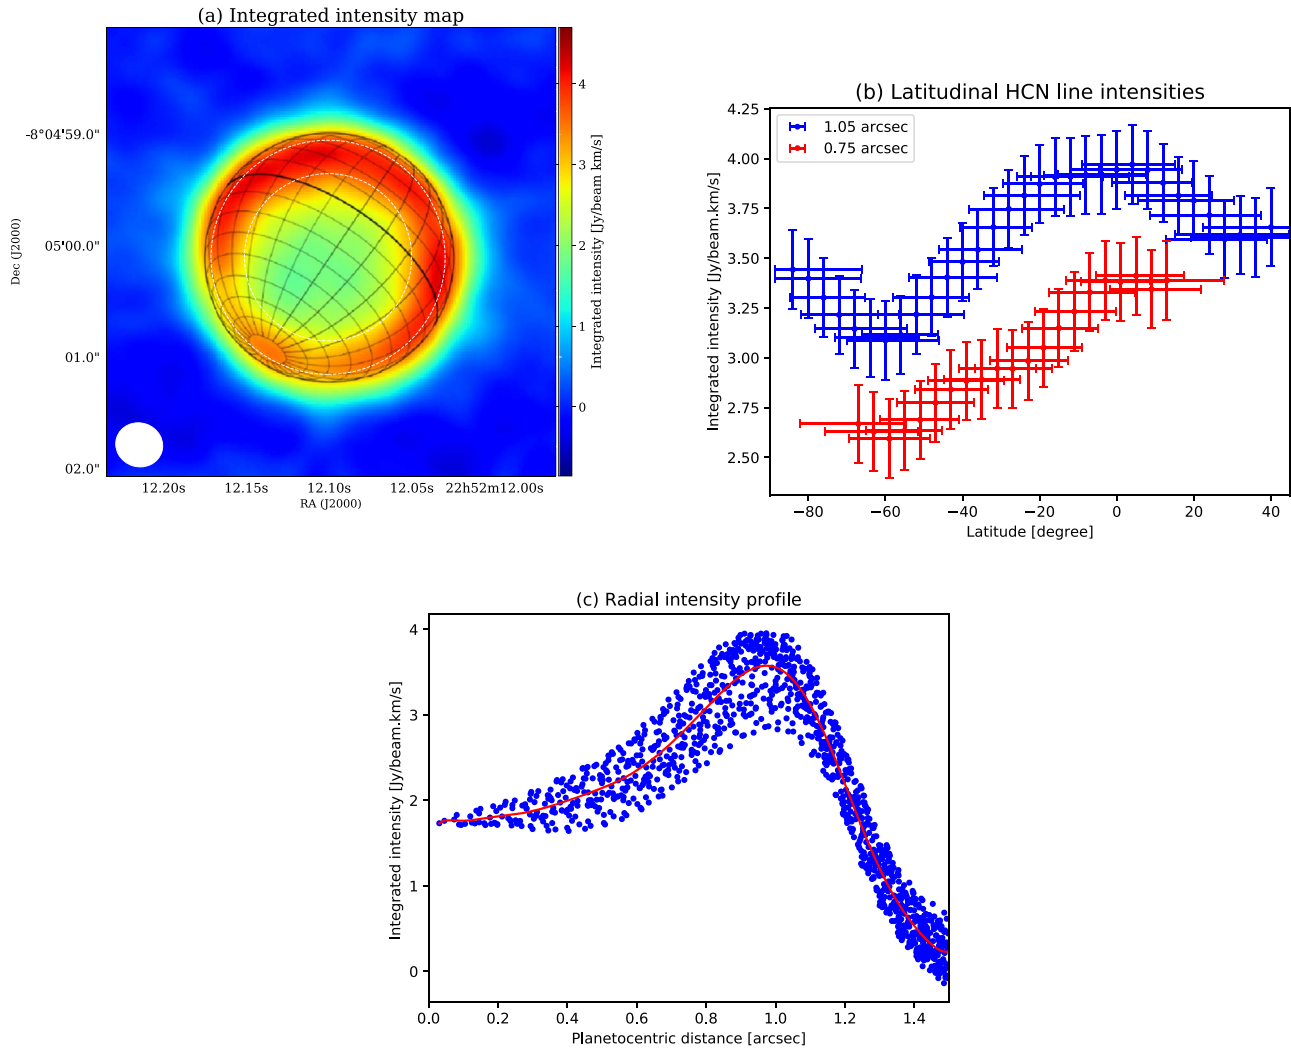 (a) Integrated intensity map
-8°04'59.0"
05'00.0"
01.0"
02.0"
Dec (J2000)
12.20s 12.15s 12.10s 12.05s 22h52m12.00s
RA (J2000)
4
3
2
1
0
Integrated intensity [Jy/beam km/s]
(b) Latitudinal HCN line intensities
1.05 arcsec
0.75 arcsec
4.25
4.00
3.75
3.50
3.25
3.00
2.75
2.50
Integrated intensity [Jy/beam.km/s]
−80 −60 −40 −20 0 20 40
Latitude [degree]
(c) Radial intensity profile
4
3
2
1
0
Integrated intensity [Jy/beam.km/s]
0.0 0.2 0.4 0.6 0.8 1.0 1.2 1.4
Planetocentric distance [arcsec]